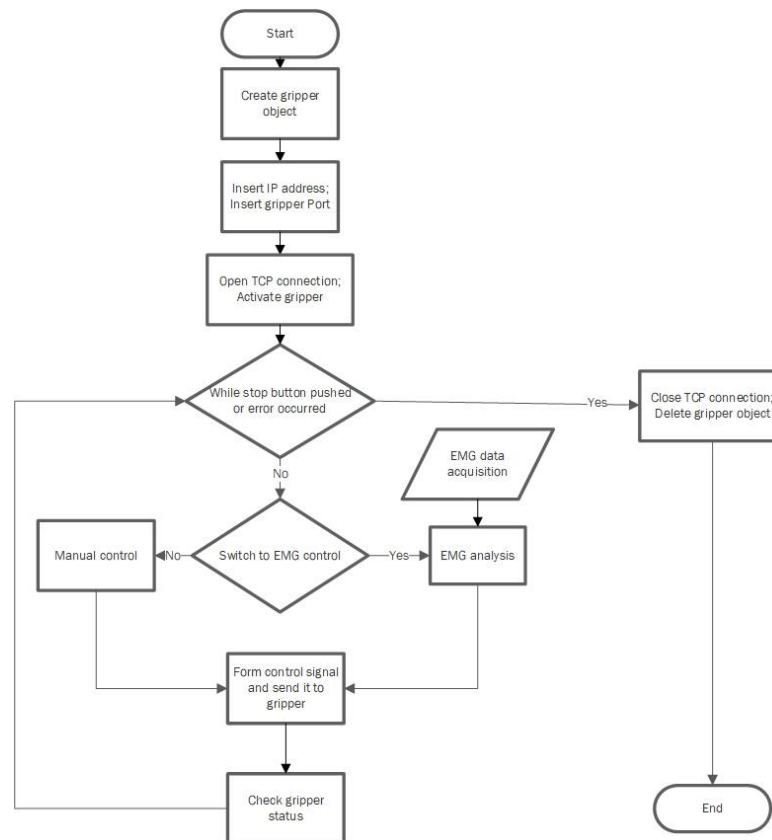 Start
Create gripper
object
Insert IP address;
Insert gripper Port
Open TCP connection;
Activate gripper
While stop button pushed
or error occurred
Yes
Close TCP connection;
Delete gripper object
No
EMG data
acquisition
Manual control
No
Switch to EMG control
Yes
EMG analysis
Form control signal
and send it to
gripper
Check gripper
status
End